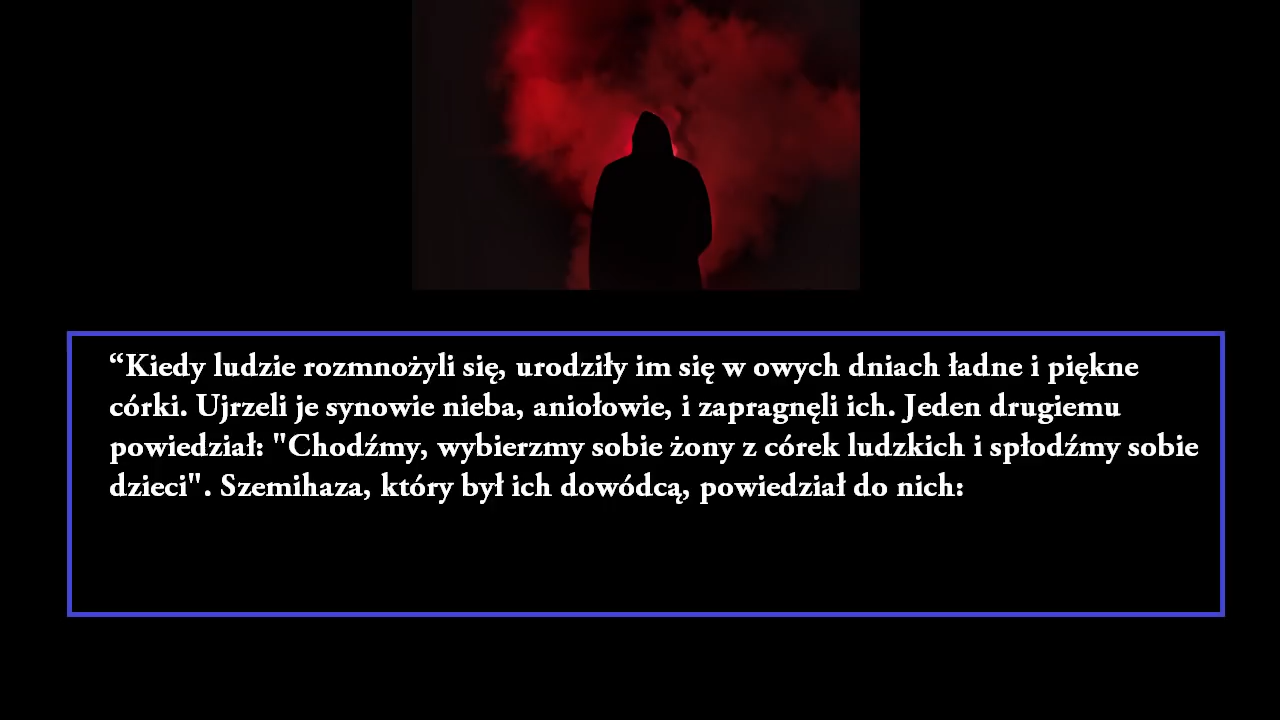 “Kiedy ludzie rozmnożyli się, urodziły im się w owych dniach ładne i piękne
córki. Ujrzeli je synowie nieba, aniołowie, i zapragnęli ich. Jeden drugiemu
powiedział: "Chodźmy, wybierzmy sobie żony z córek ludzkich i spłodźmy sobie
dzieci". Szemihaza, który był ich dowódcą, powiedział do nich: